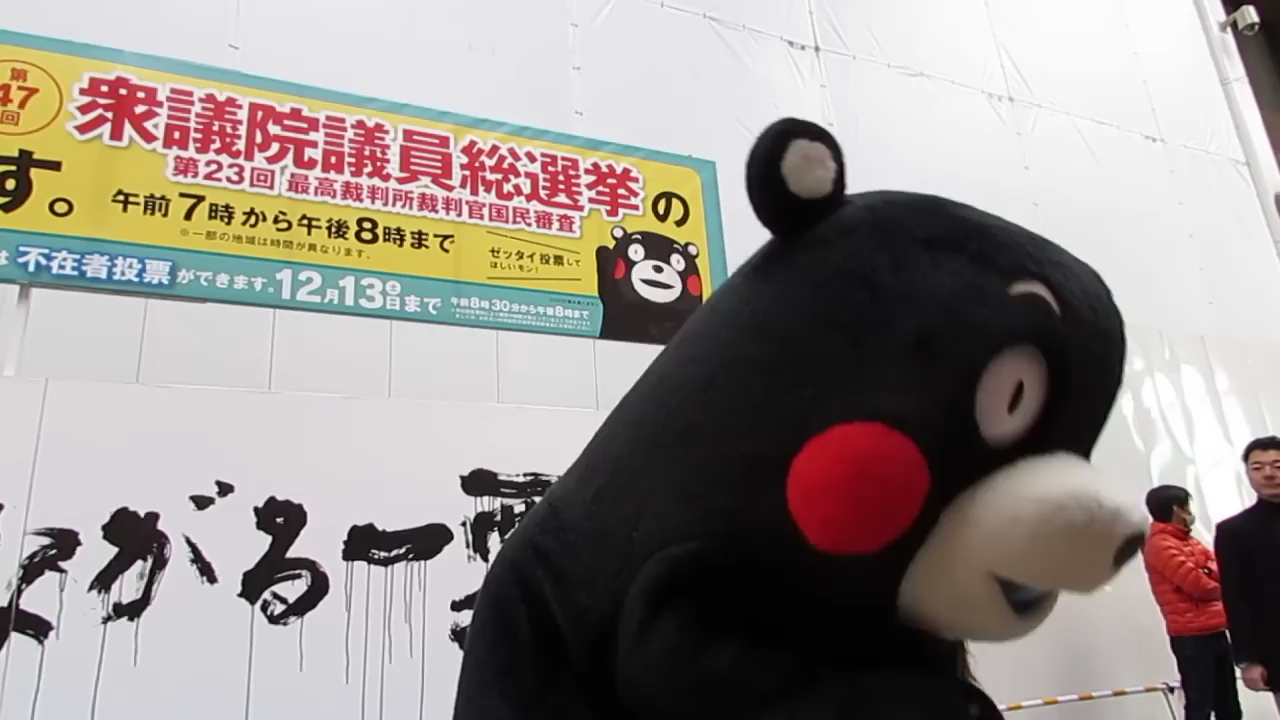 第
47
回
衆議院議員総選挙の
第23回 最高裁判所裁判官国民審査
す。
午前7時から午後8時まで
※一部の地域は時間が異なります。
ゼッタイ投票して
ほしいモン!
は 不在者投票 ができます。12月13日(土)まで
午前8時30分から午後8時まで
がる一票